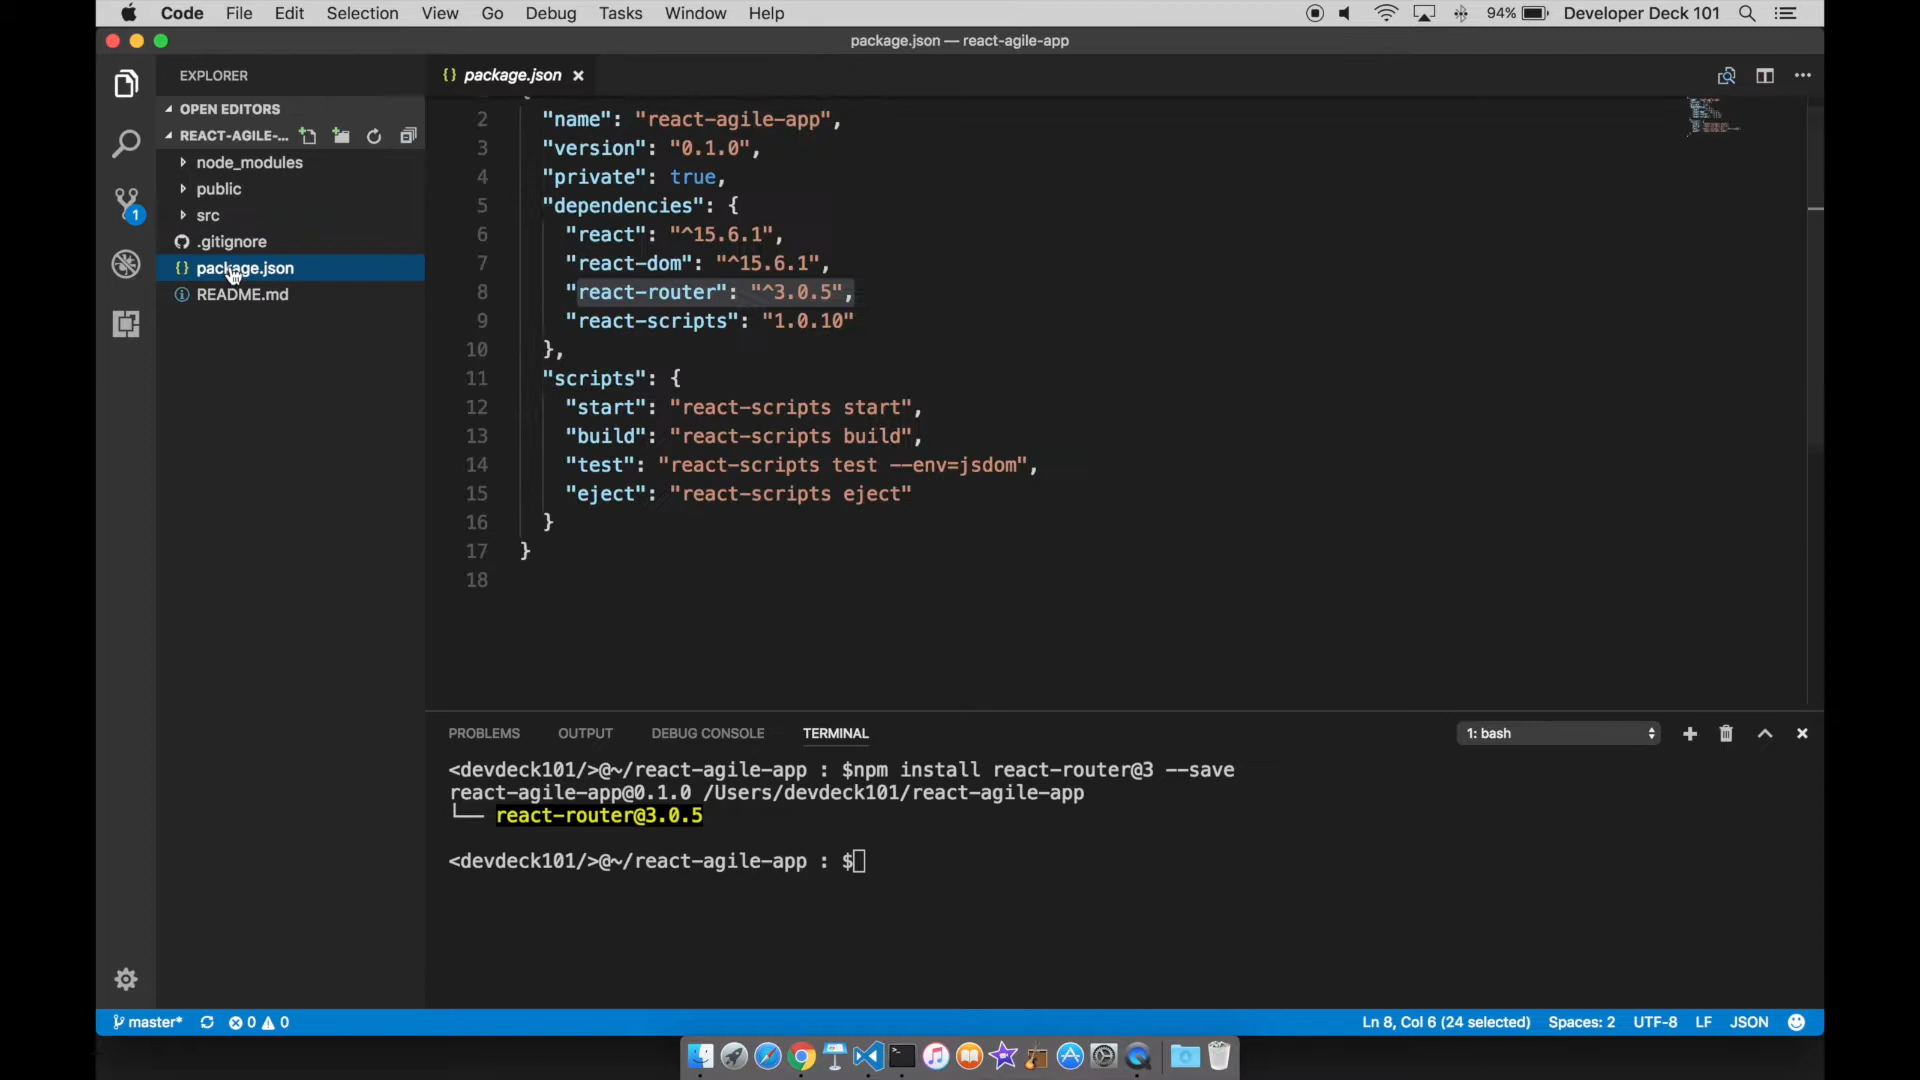 Code File Edit Selection View Go Debug Tasks Window Help 94% Developer Deck 101
package.json — react-agile-app
EXPLORER
OPEN EDITORS
REACT-AGILE-...
node_modules
public
src
.gitignore
{} package.json
README.md
1
{} package.json ×
2 "name": "react-agile-app",
3 "version": "0.1.0",
4 "private": true,
5 "dependencies": {
6 "react": "^15.6.1",
7 "react-dom": "^15.6.1",
8 "react-router": "^3.0.5",
9 "react-scripts": "1.0.10"
10 },
11 "scripts": {
12 "start": "react-scripts start",
13 "build": "react-scripts build",
14 "test": "react-scripts test --env=jsdom",
15 "eject": "react-scripts eject"
16 }
17 }
18
PROBLEMS OUTPUT DEBUG CONSOLE TERMINAL 1: bash
<devdeck101/>@~/react-agile-app : $npm install react-router@3 --save
react-agile-app@0.1.0 /Users/devdeck101/react-agile-app
└── react-router@3.0.5
<devdeck101/>@~/react-agile-app : $
master* 0 0 Ln 8, Col 6 (24 selected) Spaces: 2 UTF-8 LF JSON